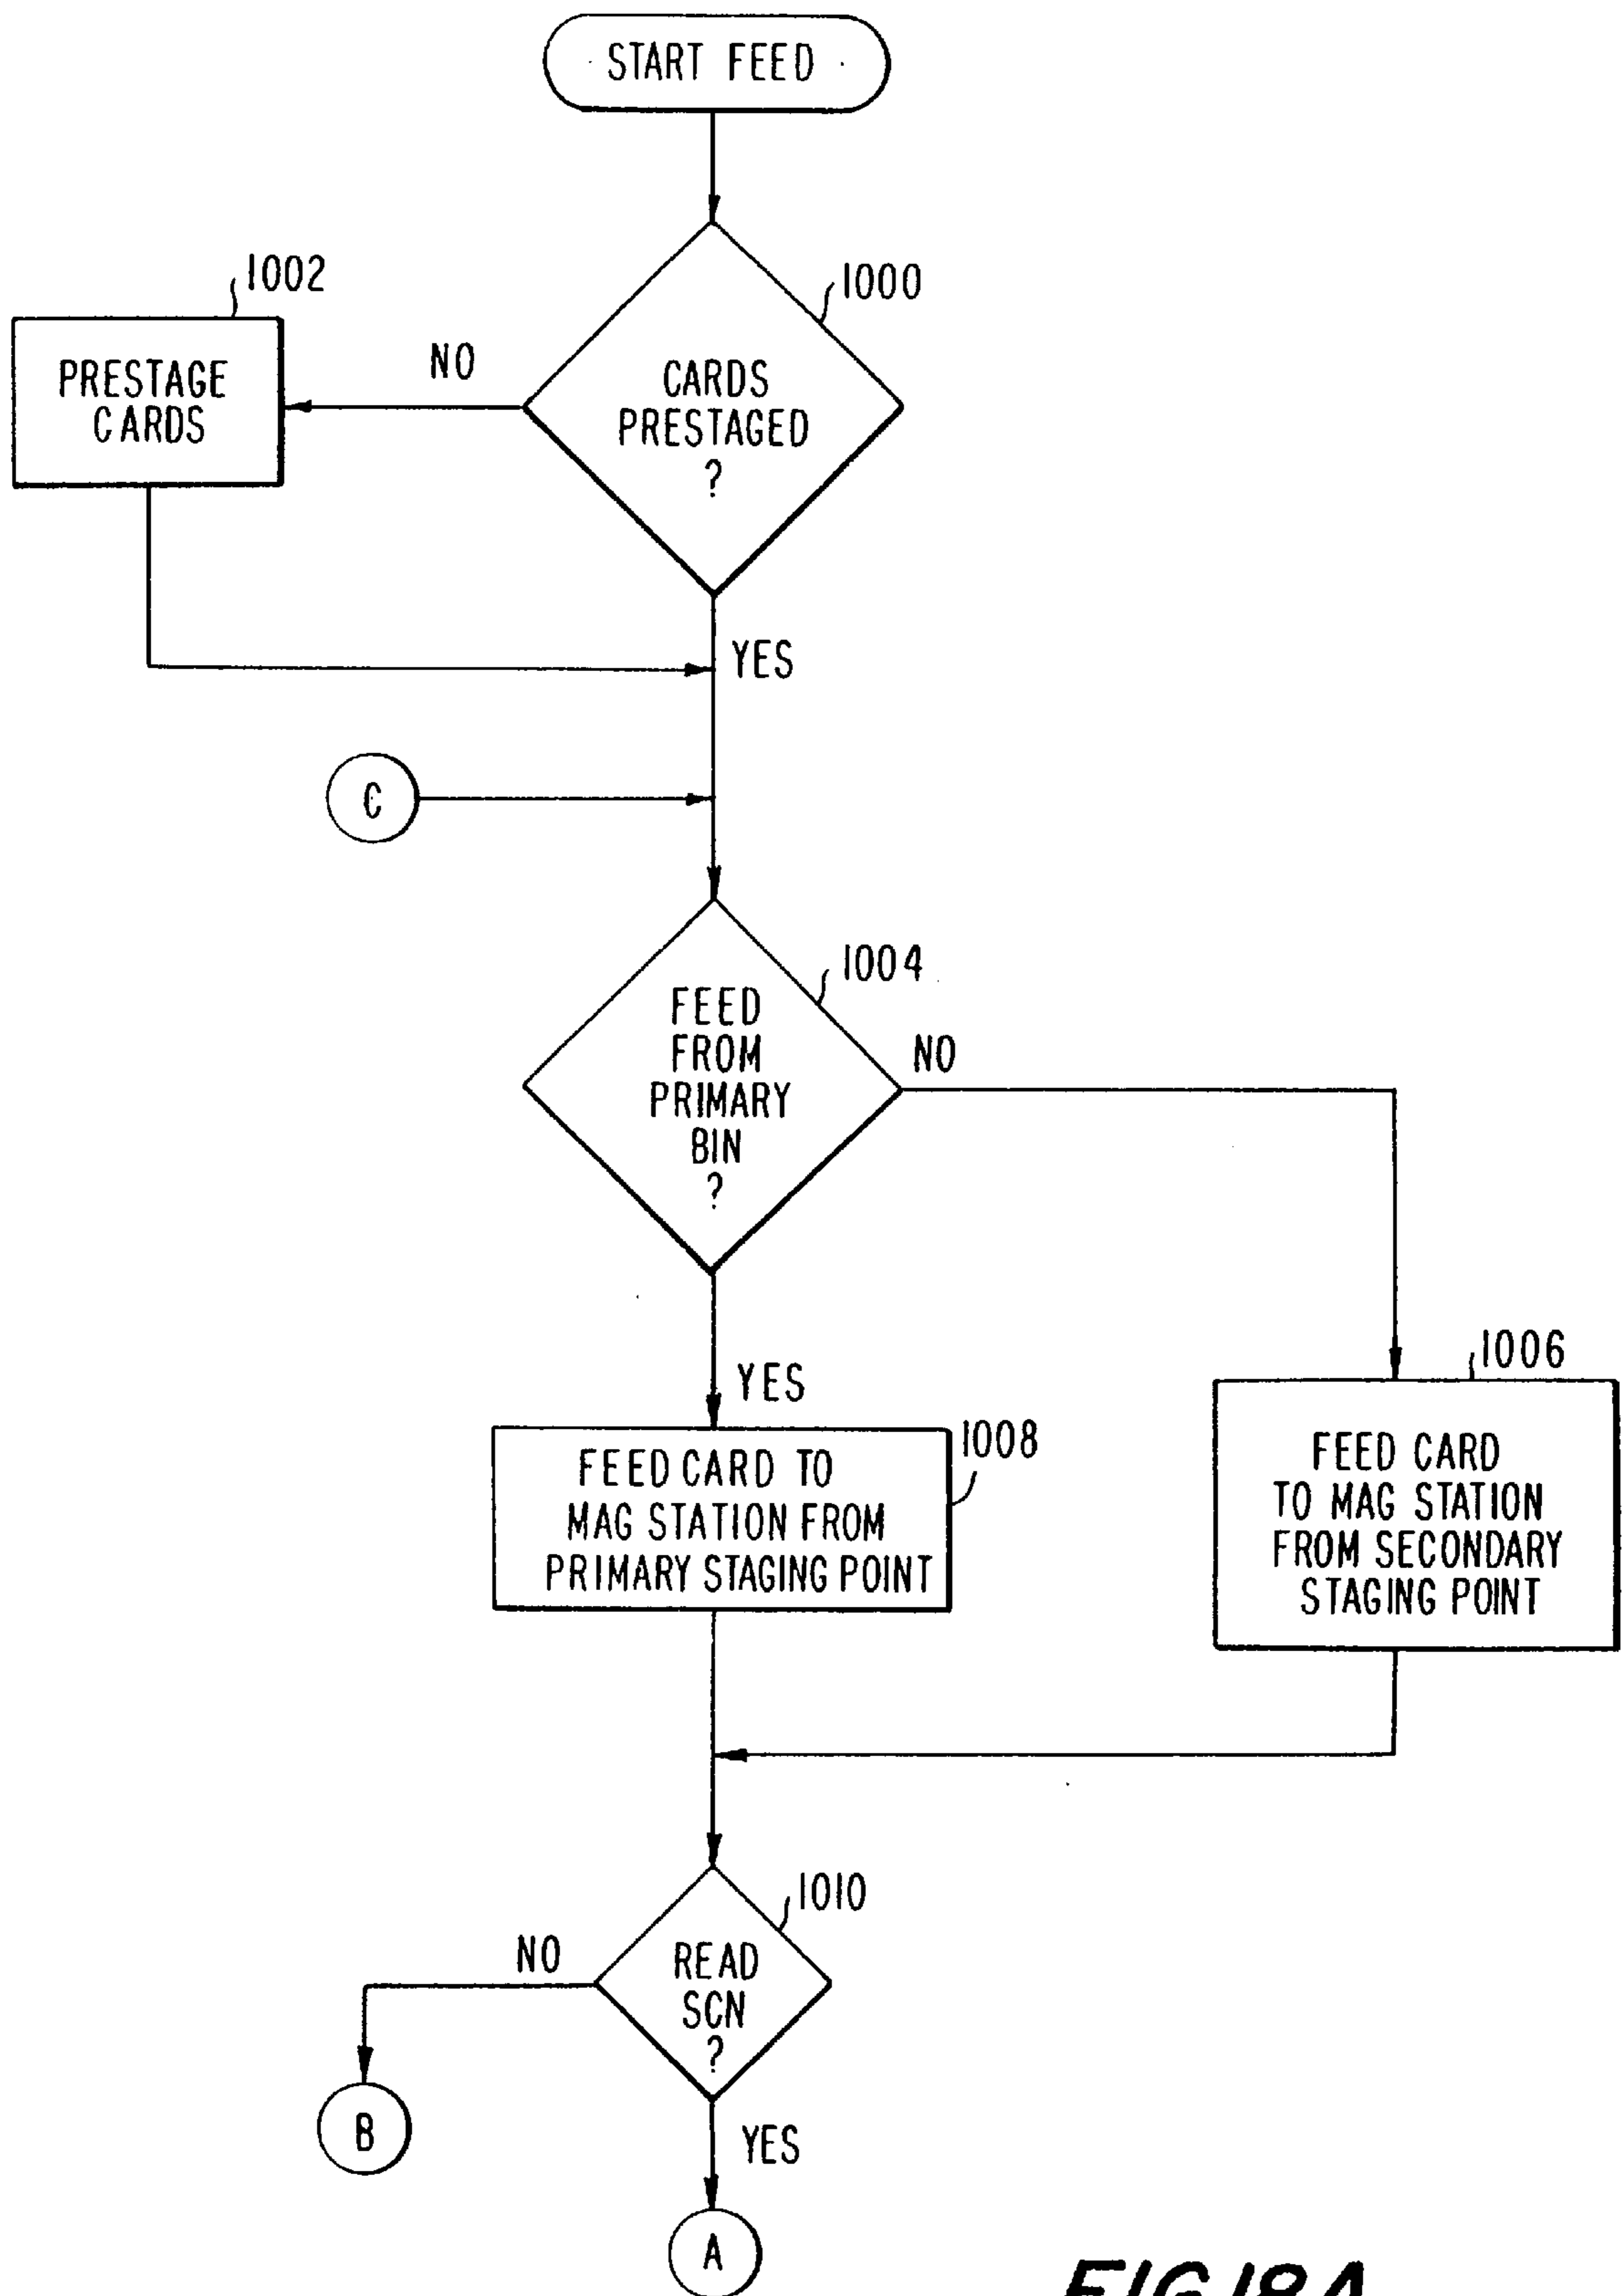 START FEED
1002
1000
PRESTAGE
CARDS
NO
CARDS
PRESTAGED
?
YES
C
1004
FEED
FROM
PRIMARY
BIN
?
NO
YES
1008
FEED CARD TO
MAG STATION FROM
PRIMARY STAGING POINT
1006
FEED CARD
TO MAG STATION
FROM SECONDARY
STAGING POINT
1010
READ
SCN
?
NO
B
YES
A
FIG.18A